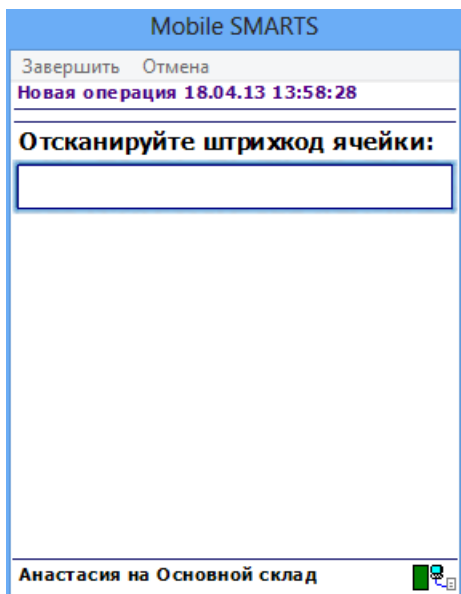 Mobile SMARTS
Завершить Отмена
Новая операция 18.04.13 13:58:28
Отсканируйте штрихкод ячейки:
Анастасия на Основной склад